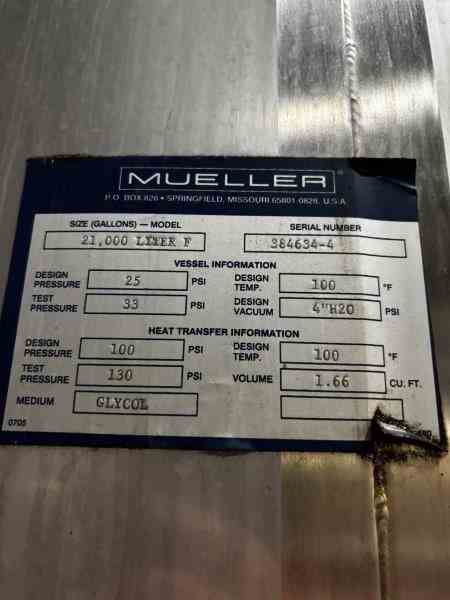 MUELLER
P.O. BOX 828 • SPRINGFIELD, MISSOURI 65801-0828, U.S.A
SIZE (GALLONS) — MODEL SERIAL NUMBER
21,000 LITER F 384634-4
VESSEL INFORMATION
DESIGN PRESSURE 25 PSI DESIGN TEMP. 100 °F
TEST PRESSURE 33 PSI DESIGN VACUUM 4"H2O PSI
HEAT TRANSFER INFORMATION
DESIGN PRESSURE 100 PSI DESIGN TEMP. 100 °F
TEST PRESSURE 130 PSI VOLUME 1.66 CU. FT.
MEDIUM GLYCOL
0705